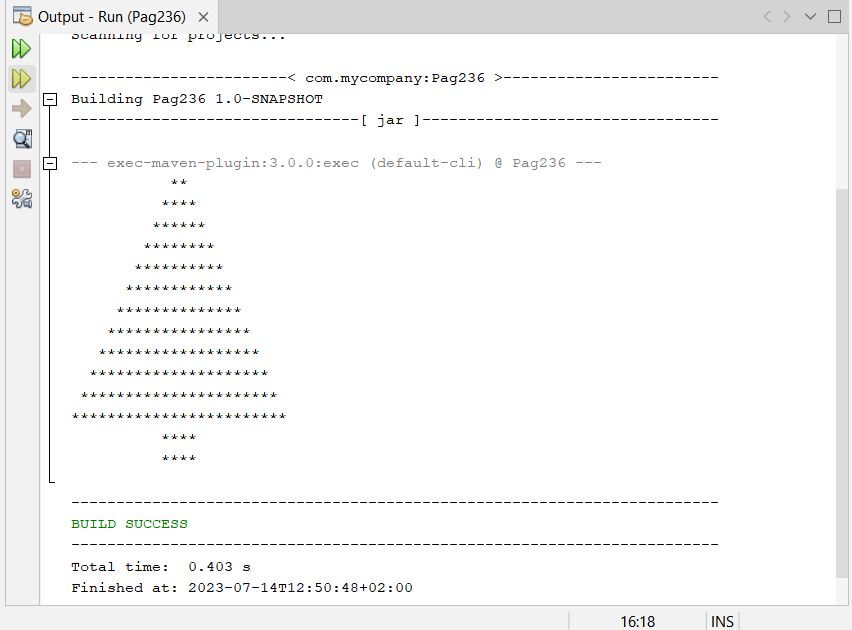 Output - Run (Pag236)
Scanning for projects...
------------------------< com.mycompany:Pag236 >------------------------
Building Pag236 1.0-SNAPSHOT
--------------------------------[ jar ]---------------------------------
--- exec-maven-plugin:3.0.0:exec (default-cli) @ Pag236 ---
           **
          ****
         ******
        ********
       **********
      ************
     **************
    ****************
   ******************
  ********************
 **********************
************************
          ****
          ****
------------------------------------------------------------------------
BUILD SUCCESS
------------------------------------------------------------------------
Total time:  0.403 s
Finished at: 2023-07-14T12:50:48+02:00
16:18 INS